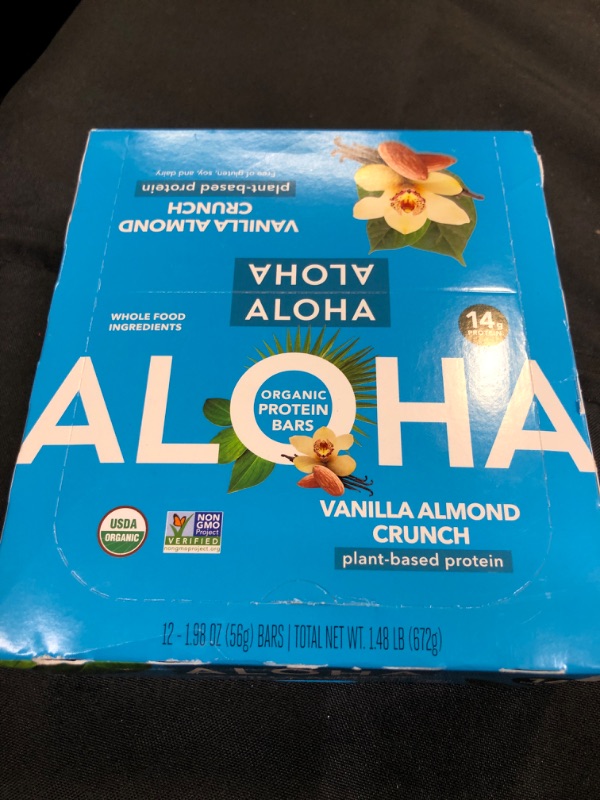 Free of gluten, soy, and dairy
plant-based protein
VANILLA ALMOND
CRUNCH
ALOHA
ALOHA
WHOLE FOOD
INGREDIENTS
14g
PROTEIN
ALOHA
ORGANIC
PROTEIN
BARS
VANILLA ALMOND
CRUNCH
plant-based protein
USDA
ORGANIC
NON
GMO
Project
VERIFIED
nongmoproject.org
12 - 1.98 OZ (56g) BARS | TOTAL NET WT. 1.48 LB (672g)